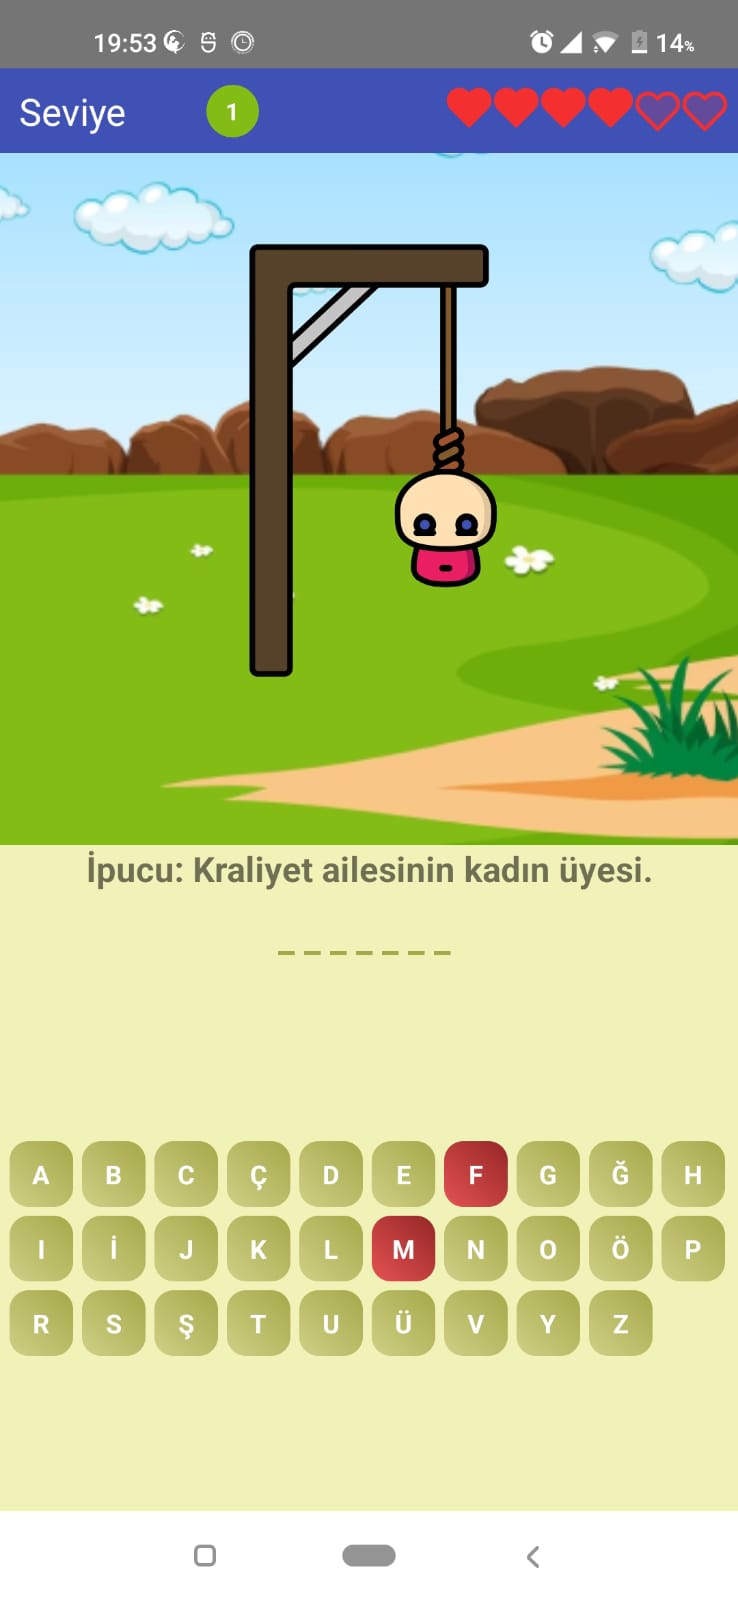 19:53 14%
Seviye 1
İpucu: Kraliyet ailesinin kadın üyesi.
_ _ _ _ _ _ _
A B C Ç D E F G Ğ H
I İ J K L M N O Ö P
R S Ş T U Ü V Y Z